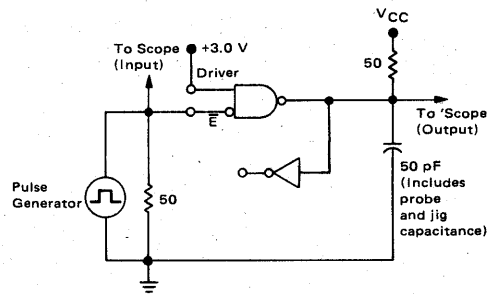 VCC
To Scope
(Input)
+3.0 V
Driver
50
E
To 'Scope
(Output)
50 pF
(Includes
probe
and jig
capacitance)
Pulse
Generator
50